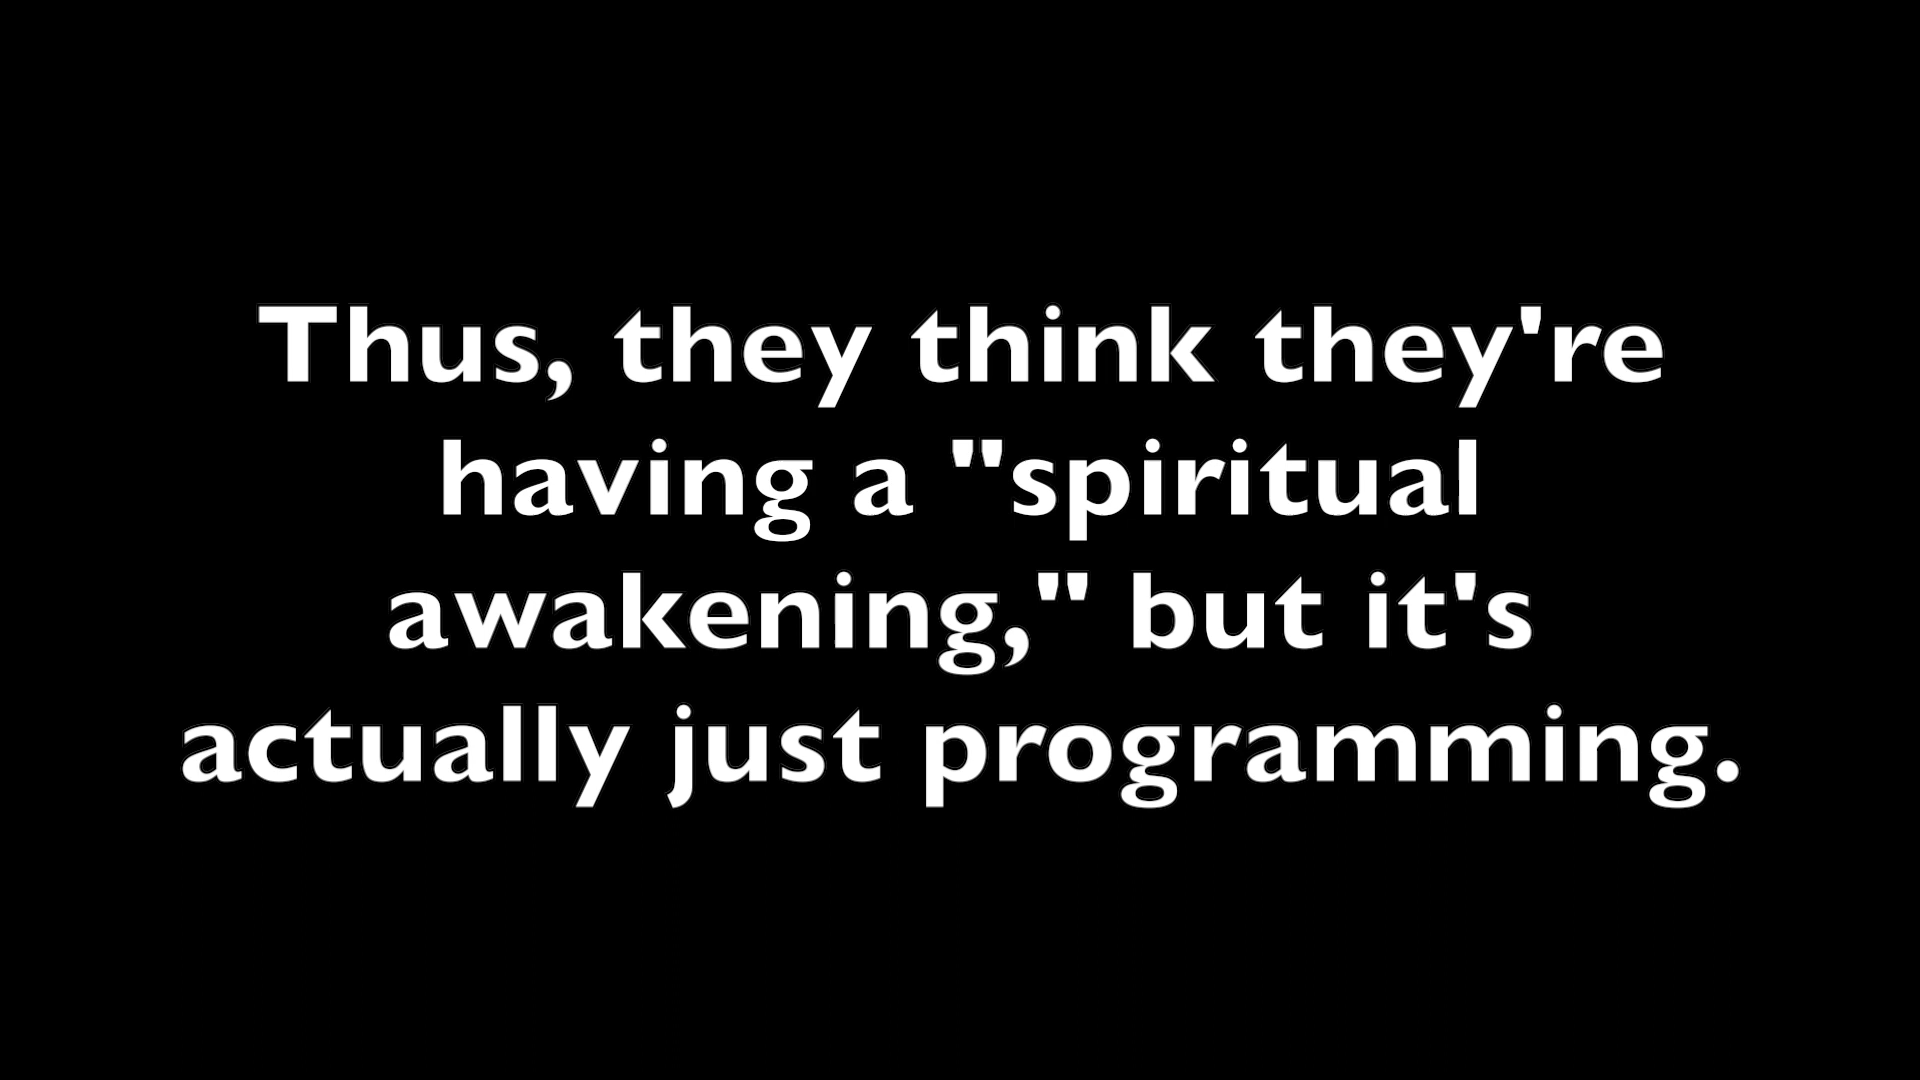 Thus, they think they're
having a "spiritual
awakening," but it's
actually just programming.